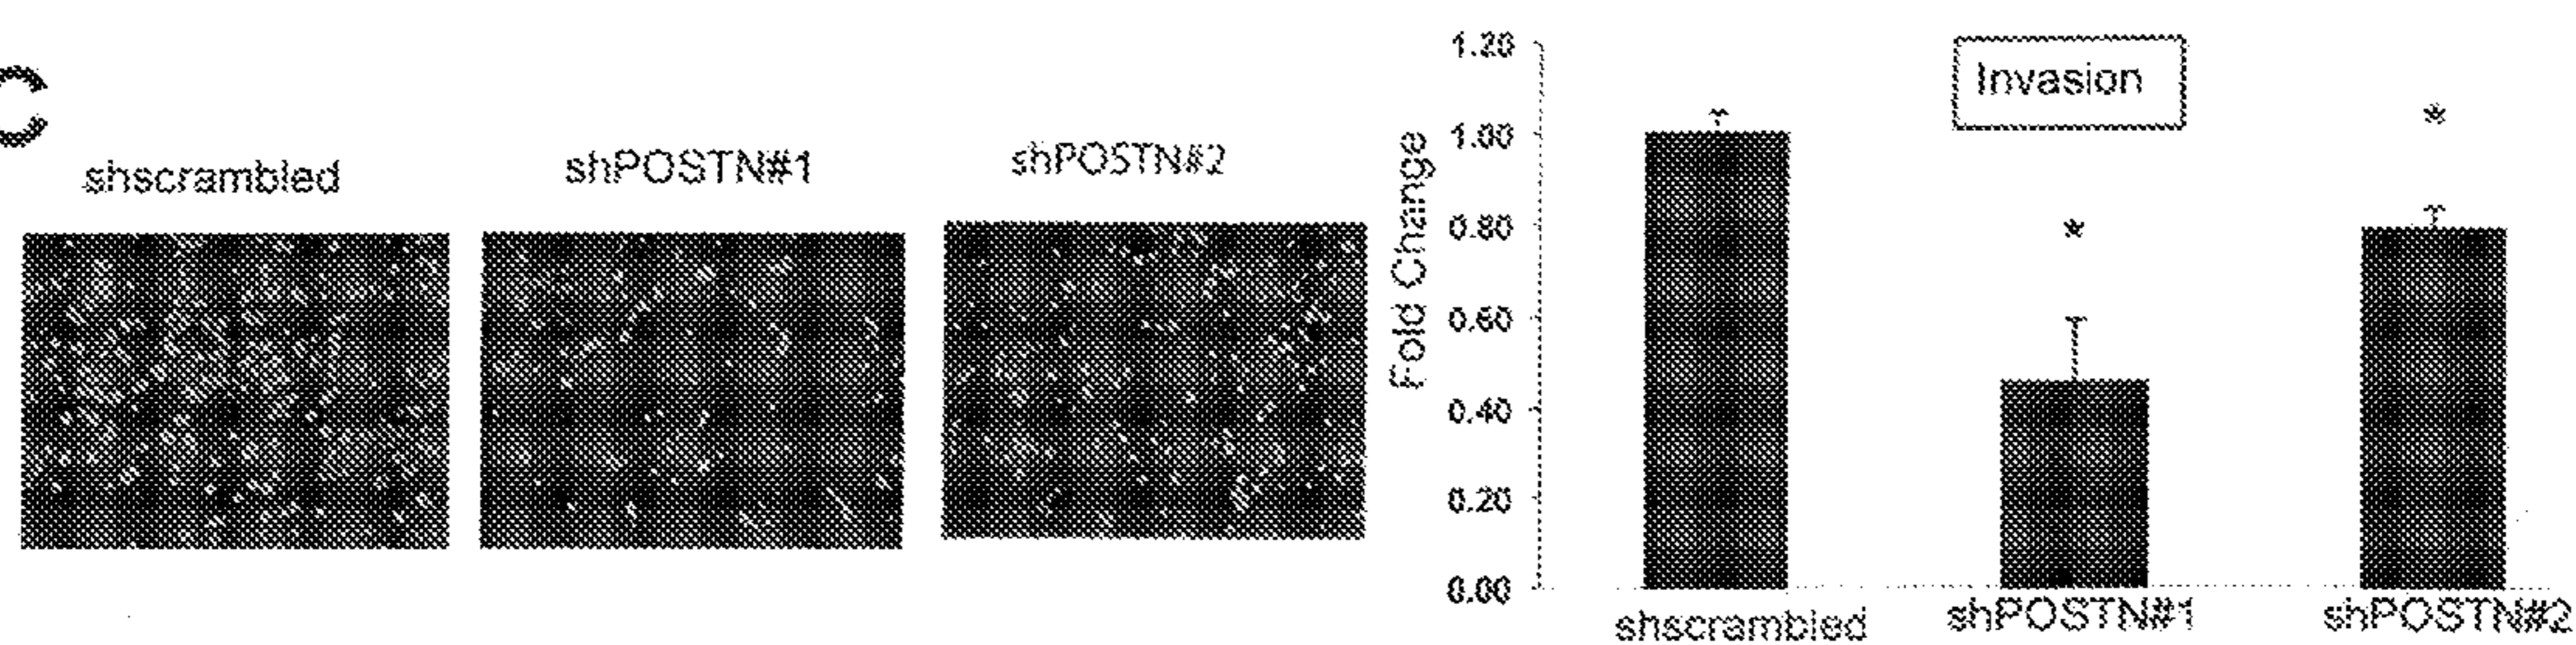 C
shscrambled
shPOSTN#1
shPOSTN#2
Fold Change
1.20
1.00
0.80
0.60
0.40
0.20
0.00
Invasion
*
*
shscrambled
shPOSTN#1
shPOSTN#2